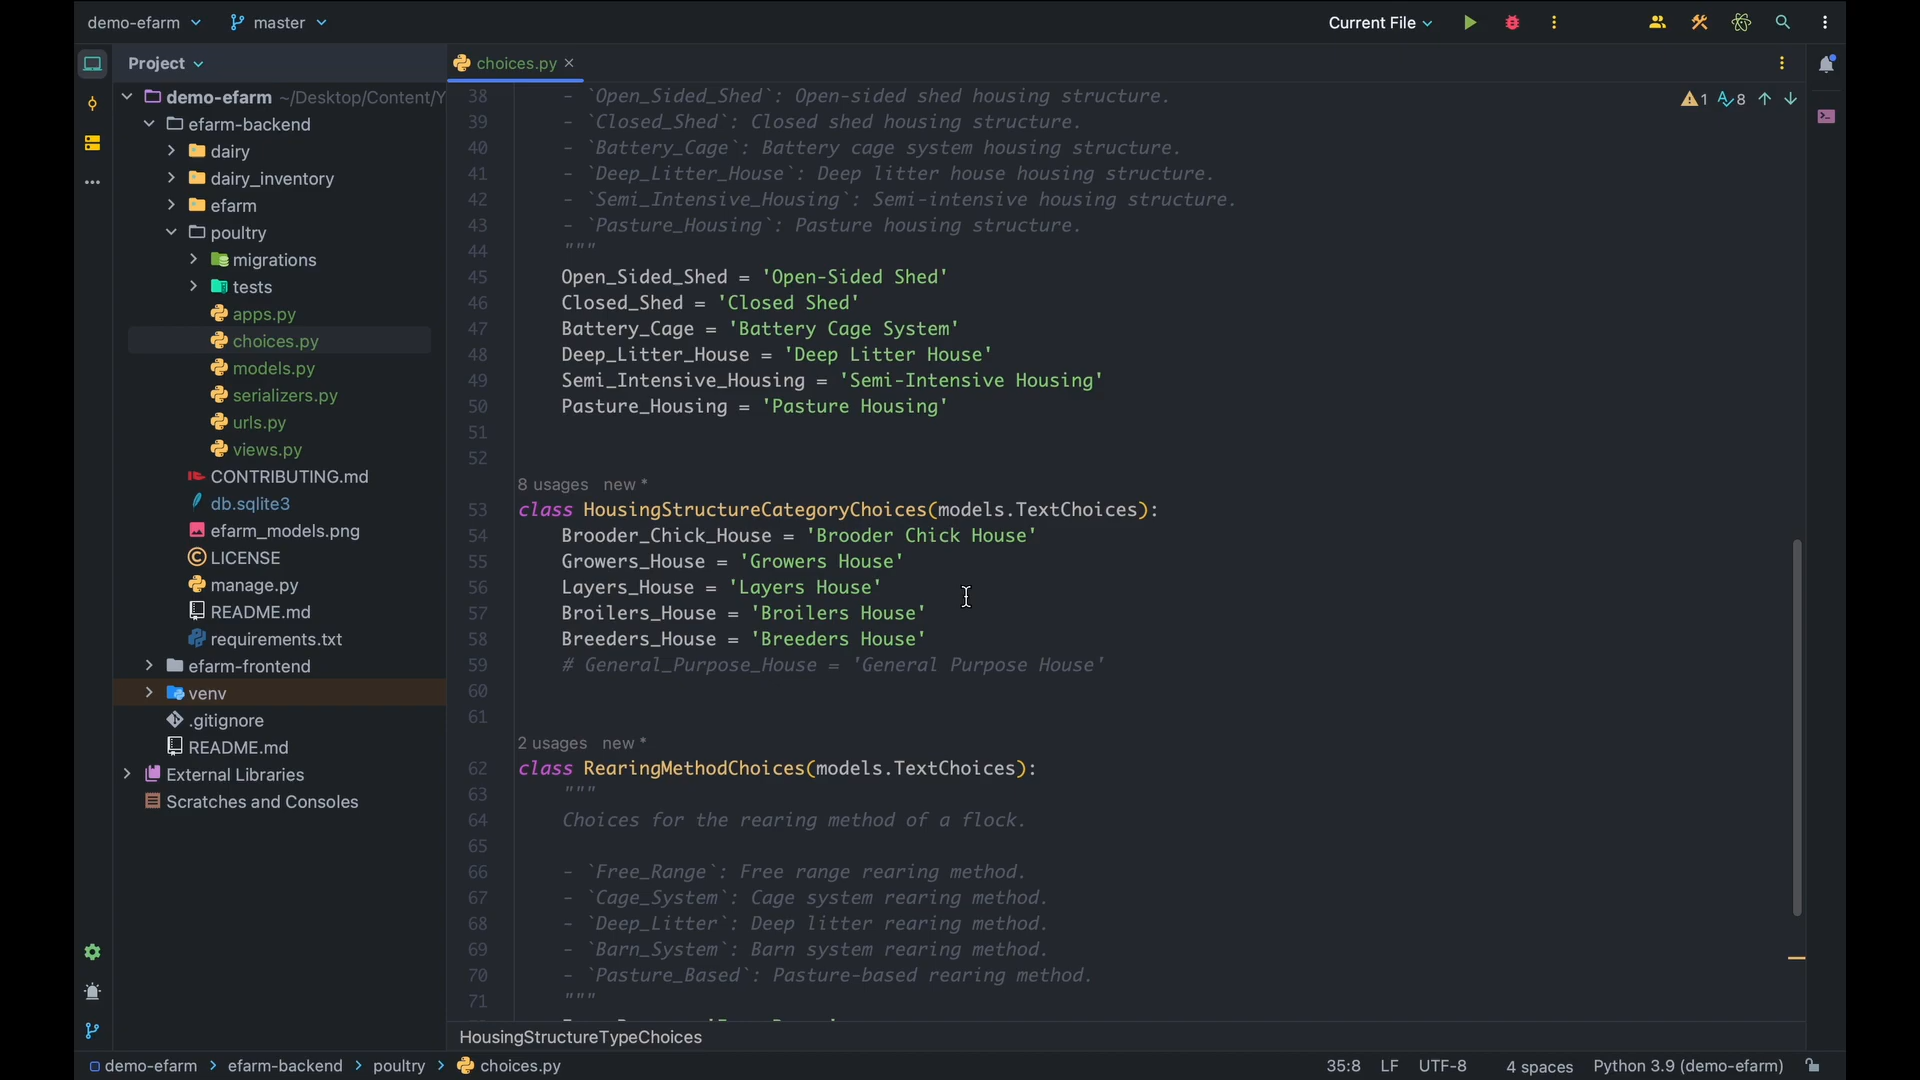 demo-efarm
master
Current File
Project
choices.py
demo-efarm ~/Desktop/Content/Y
efarm-backend
dairy
dairy_inventory
efarm
poultry
migrations
tests
apps.py
choices.py
models.py
serializers.py
urls.py
views.py
CONTRIBUTING.md
db.sqlite3
efarm_models.png
LICENSE
manage.py
README.md
requirements.txt
efarm-frontend
venv
.gitignore
README.md
External Libraries
Scratches and Consoles
1 8
38 - `Open_Sided_Shed`: Open-sided shed housing structure.
39 - `Closed_Shed`: Closed shed housing structure.
40 - `Battery_Cage`: Battery cage system housing structure.
41 - `Deep_Litter_House`: Deep litter house housing structure.
42 - `Semi_Intensive_Housing`: Semi-intensive housing structure.
43 - `Pasture_Housing`: Pasture housing structure.
44 """
45 Open_Sided_Shed = 'Open-Sided Shed'
46 Closed_Shed = 'Closed Shed'
47 Battery_Cage = 'Battery Cage System'
48 Deep_Litter_House = 'Deep Litter House'
49 Semi_Intensive_Housing = 'Semi-Intensive Housing'
50 Pasture_Housing = 'Pasture Housing'
51
52
8 usages new *
53 class HousingStructureCategoryChoices(models.TextChoices):
54 Brooder_Chick_House = 'Brooder Chick House'
55 Growers_House = 'Growers House'
56 Layers_House = 'Layers House'
57 Broilers_House = 'Broilers House'
58 Breeders_House = 'Breeders House'
59 # General_Purpose_House = 'General Purpose House'
60
61
2 usages new *
62 class RearingMethodChoices(models.TextChoices):
63 """
64 Choices for the rearing method of a flock.
65
66 - `Free_Range`: Free range rearing method.
67 - `Cage_System`: Cage system rearing method.
68 - `Deep_Litter`: Deep litter rearing method.
69 - `Barn_System`: Barn system rearing method.
70 - `Pasture_Based`: Pasture-based rearing method.
71 """
HousingStructureTypeChoices
demo-efarm > efarm-backend > poultry > choices.py
35:8 LF UTF-8 4 spaces Python 3.9 (demo-efarm)